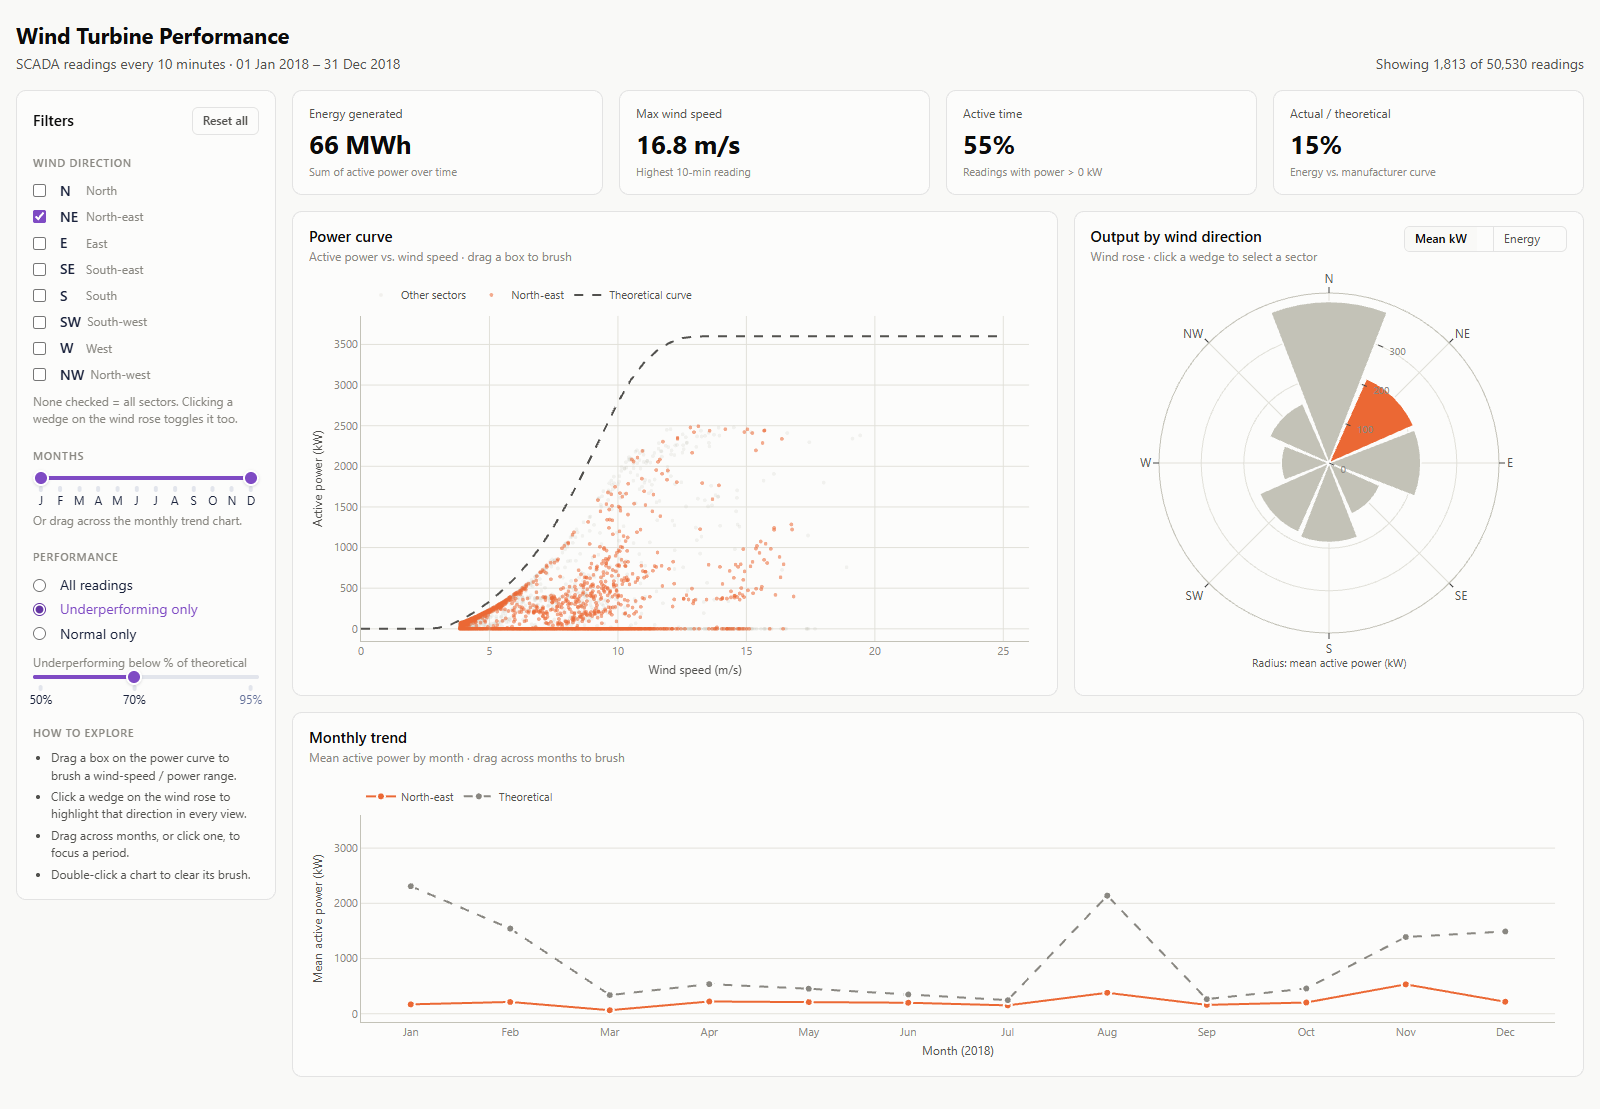 Wind Turbine Performance
SCADA readings every 10 minutes · 01 Jan 2018 – 31 Dec 2018
Showing 1,813 of 50,530 readings
Filters
Reset all
WIND DIRECTION
N North
NE North-east
E East
SE South-east
S South
SW South-west
W West
NW North-west
None checked = all sectors. Clicking a
wedge on the wind rose toggles it too.
MONTHS
J F M A M J J A S O N D
Or drag across the monthly trend chart.
PERFORMANCE
All readings
Underperforming only
Normal only
Underperforming below % of theoretical
50% 70% 95%
HOW TO EXPLORE
• Drag a box on the power curve to
brush a wind-speed / power range.
• Click a wedge on the wind rose to
highlight that direction in every view.
• Drag across months, or click one, to
focus a period.
• Double-click a chart to clear its brush.
Energy generated
66 MWh
Sum of active power over time
Max wind speed
16.8 m/s
Highest 10-min reading
Active time
55%
Readings with power > 0 kW
Actual / theoretical
15%
Energy vs. manufacturer curve
Power curve
Active power vs. wind speed · drag a box to brush
Other sectors North-east Theoretical curve
Active power (kW)
3500
3000
2500
2000
1500
1000
500
0
0 5 10 15 20 25
Wind speed (m/s)
Output by wind direction
Wind rose · click a wedge to select a sector
Mean kW Energy
N
NW NE
300
200
100
W 0 E
SW SE
S
Radius: mean active power (kW)
Monthly trend
Mean active power by month · drag across months to brush
North-east Theoretical
Mean active power (kW)
3000
2000
1000
0
Jan Feb Mar Apr May Jun Jul Aug Sep Oct Nov Dec
Month (2018)